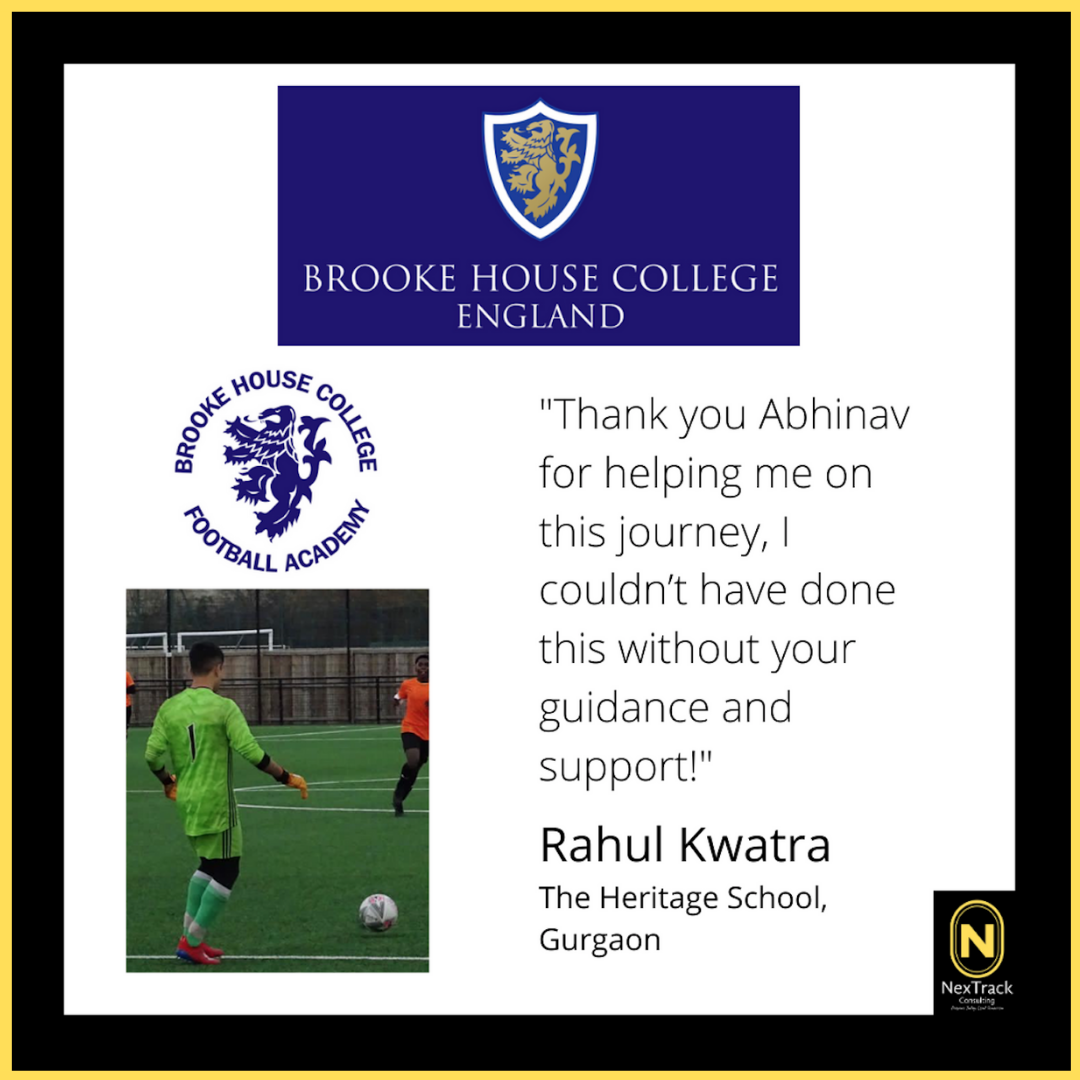 BROOKE HOUSE COLLEGE
ENGLAND
BROOKE HOUSE COLLEGE
FOOTBALL ACADEMY
"Thank you Abhinav
for helping me on
this journey, I
couldn’t have done
this without your
guidance and
support!"
Rahul Kwatra
The Heritage School,
Gurgaon
1
N
NexTrack
Consulting